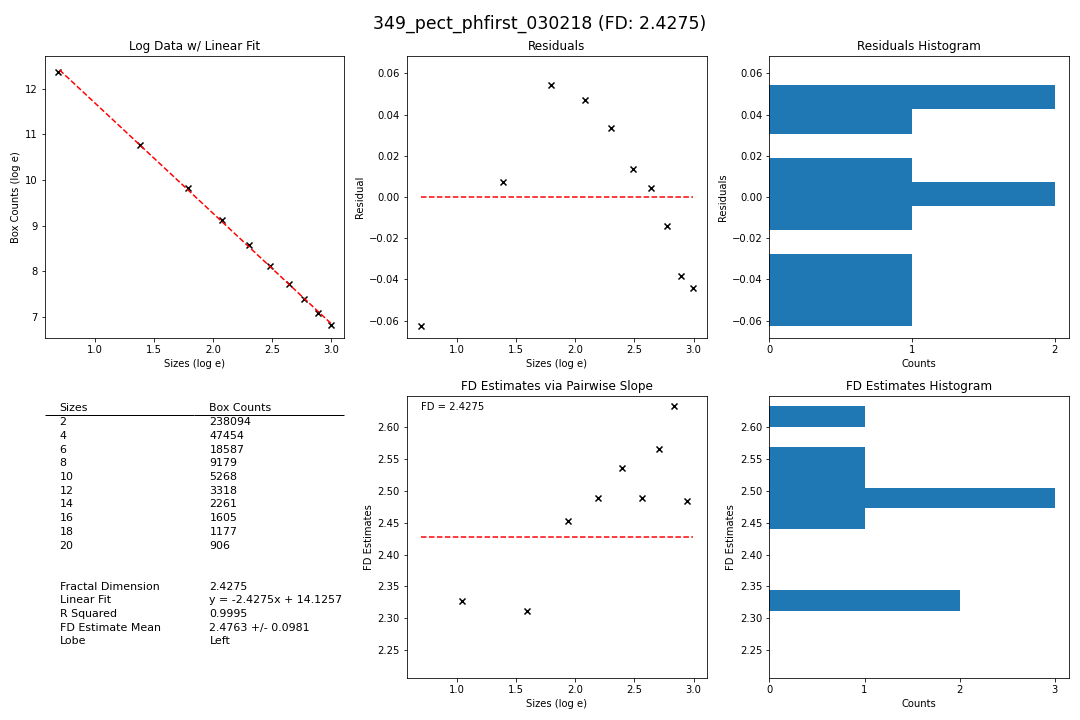 349_pect_phfirst_030218 (FD: 2.4275)
Log Data w/ Linear Fit
Box Counts (log e)
12
11
10
9
8
7
1.0 1.5 2.0 2.5 3.0
Sizes (log e)
Residuals
Residual
0.06
0.04
0.02
0.00
−0.02
−0.04
−0.06
1.0 1.5 2.0 2.5 3.0
Sizes (log e)
Residuals Histogram
Residuals
0.06
0.04
0.02
0.00
−0.02
−0.04
−0.06
0 1 2
Counts
Sizes Box Counts
2 238094
4 47454
6 18587
8 9179
10 5268
12 3318
14 2261
16 1605
18 1177
20 906
Fractal Dimension 2.4275
Linear Fit y = -2.4275x + 14.1257
R Squared 0.9995
FD Estimate Mean 2.4763 +/- 0.0981
Lobe Left
FD Estimates via Pairwise Slope
FD = 2.4275
FD Estimates
2.60
2.55
2.50
2.45
2.40
2.35
2.30
2.25
1.0 1.5 2.0 2.5 3.0
Sizes (log e)
FD Estimates Histogram
FD Estimates
2.60
2.55
2.50
2.45
2.40
2.35
2.30
2.25
0 1 2 3
Counts